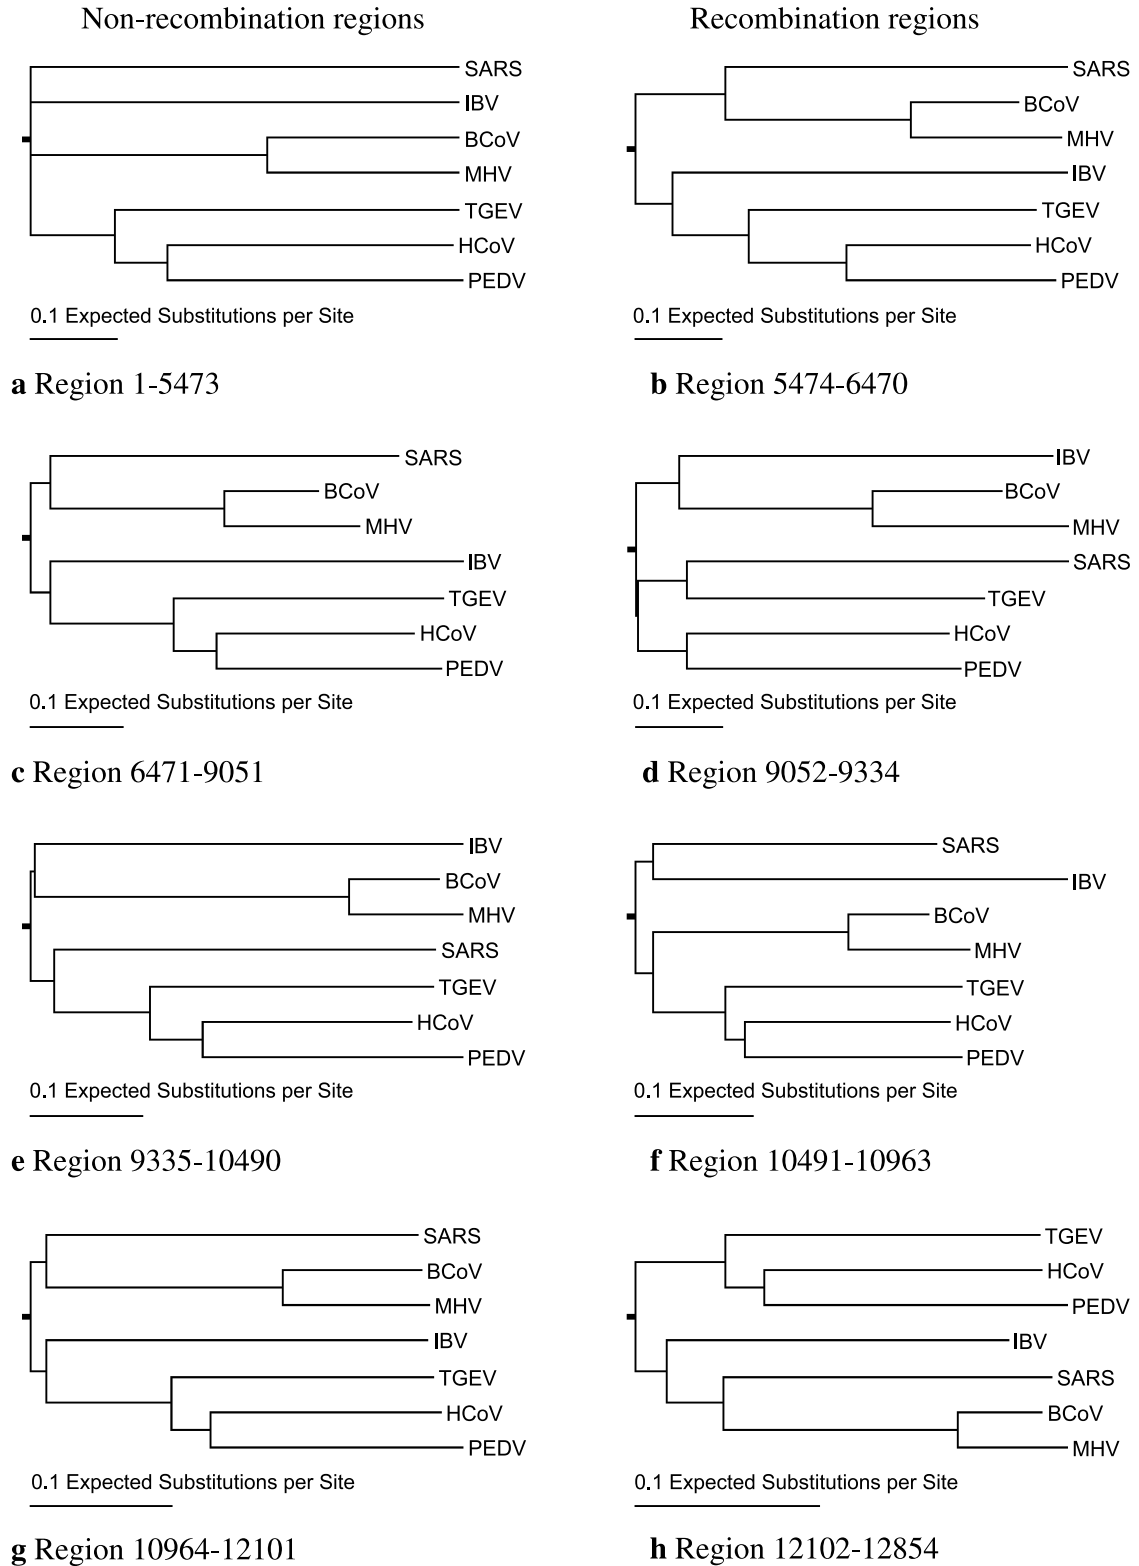 Non-recombination regions
Recombination regions
SARS
IBV
BCoV
MHV
TGEV
HCoV
PEDV
0.1 Expected Substitutions per Site
a Region 1-5473
SARS
BCoV
MHV
IBV
TGEV
HCoV
PEDV
0.1 Expected Substitutions per Site
b Region 5474-6470
SARS
BCoV
MHV
IBV
TGEV
HCoV
PEDV
0.1 Expected Substitutions per Site
c Region 6471-9051
IBV
BCoV
MHV
SARS
TGEV
HCoV
PEDV
0.1 Expected Substitutions per Site
d Region 9052-9334
IBV
BCoV
MHV
SARS
TGEV
HCoV
PEDV
0.1 Expected Substitutions per Site
e Region 9335-10490
SARS
IBV
BCoV
MHV
TGEV
HCoV
PEDV
0.1 Expected Substitutions per Site
f Region 10491-10963
SARS
BCoV
MHV
IBV
TGEV
HCoV
PEDV
0.1 Expected Substitutions per Site
g Region 10964-12101
TGEV
HCoV
PEDV
IBV
SARS
BCoV
MHV
0.1 Expected Substitutions per Site
h Region 12102-12854